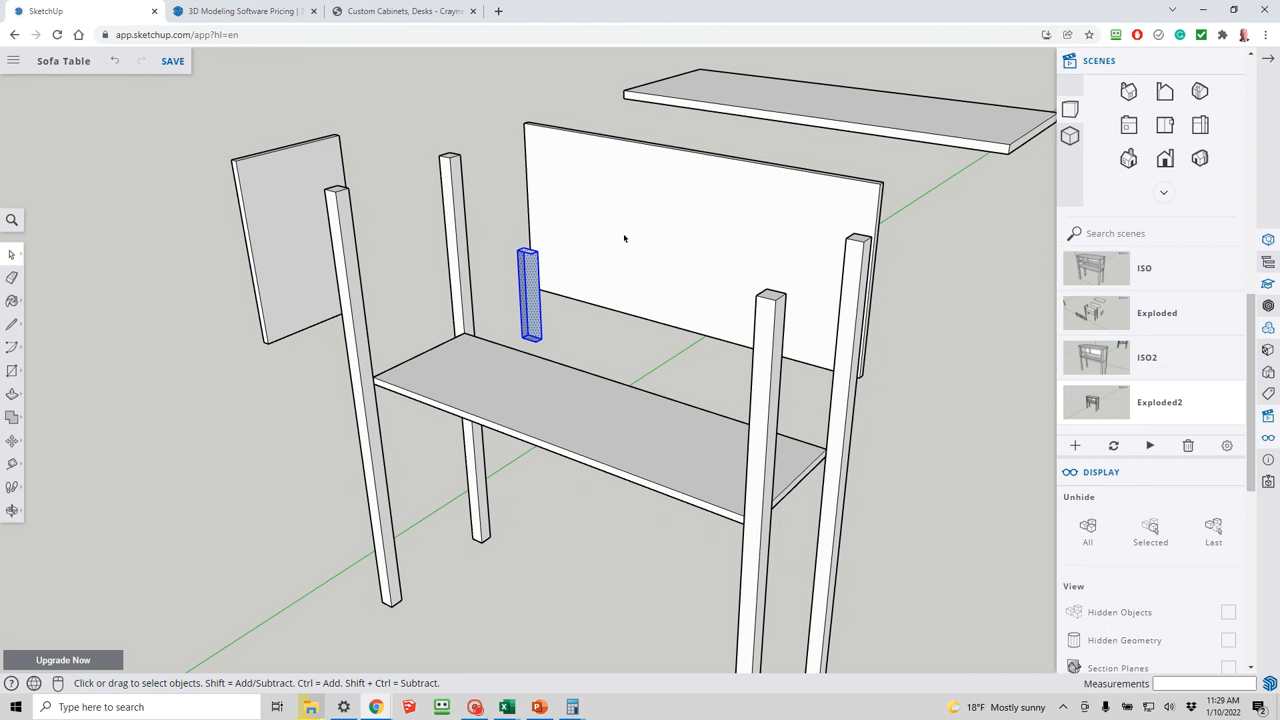 SketchUp
3D Modeling Software Pricing | 3
Custom Cabinets, Desks - Crayne
app.sketchup.com/app?hl=en
Sofa Table
SAVE
SCENES
Search scenes
ISO
Exploded
ISO2
Exploded2
DISPLAY
Unhide
All
Selected
Last
View
Hidden Objects
Hidden Geometry
Section Planes
Upgrade Now
Click or drag to select objects. Shift = Add/Subtract. Ctrl = Add. Shift + Ctrl = Subtract.
Measurements
Type here to search
18°F Mostly sunny
11:29 AM
1/10/2022
2